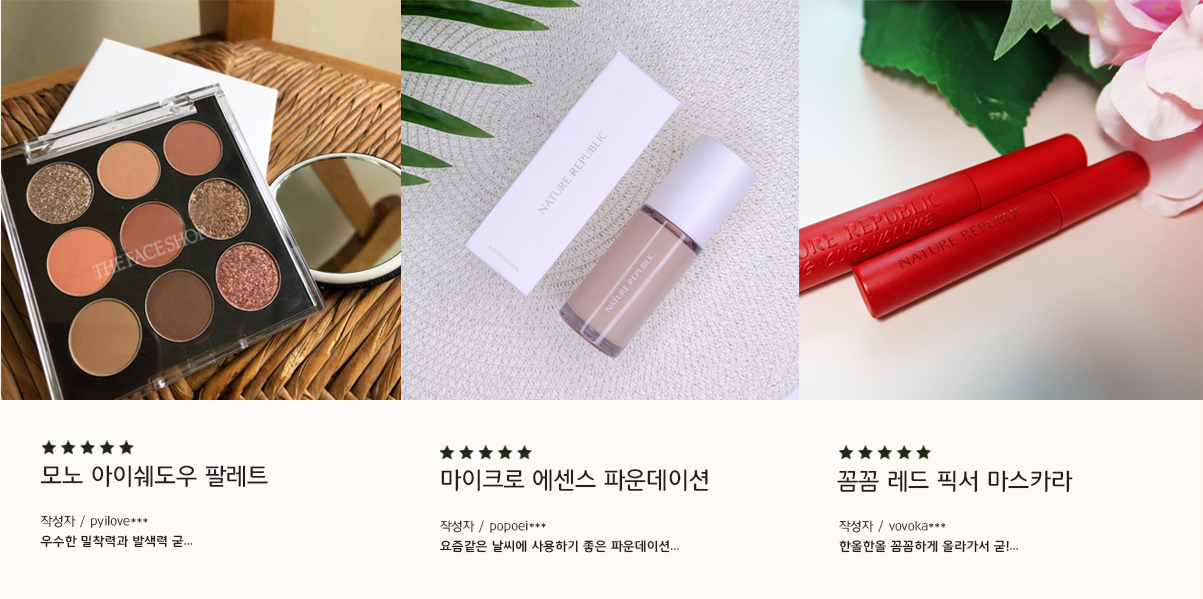 THE FACE SHOP
NATURE REPUBLIC
FOUNDATION
NATURE REPUBLIC
NATURE REPUBLIC
CURL VOLUME
NATURE REPUBLIC
★★★★★
모노 아이쉐도우 팔레트
작성자 / pyilove***
우수한 밀착력과 발색력 굳...
★★★★★
마이크로 에센스 파운데이션
작성자 / popoei***
요즘같은 날씨에 사용하기 좋은 파운데이션...
★★★★★
꼼꼼 레드 픽서 마스카라
작성자 / vovoka***
한올한올 꼼꼼하게 올라가서 굳!...